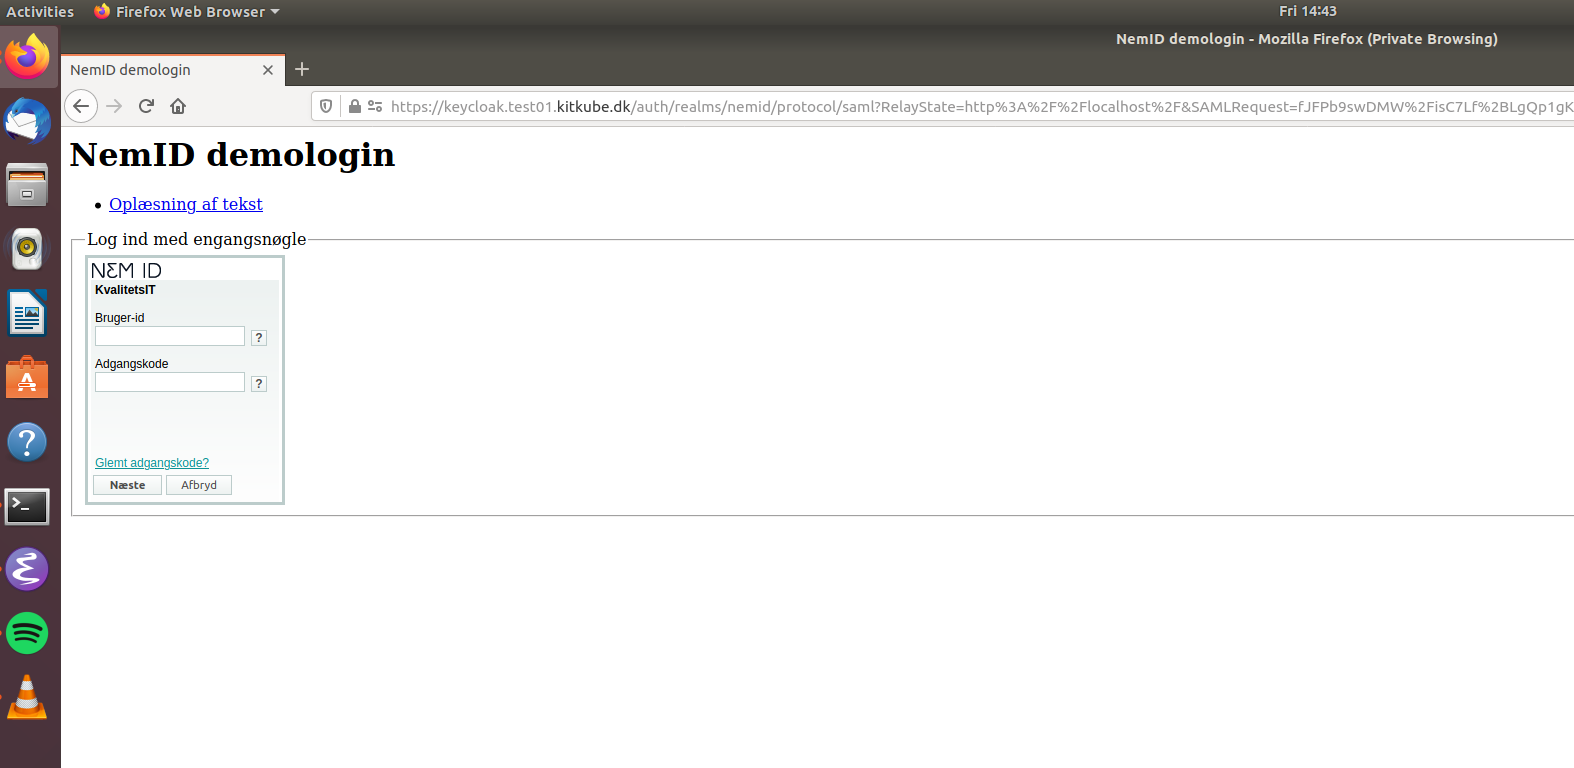 Activities Firefox Web Browser Fri 14:43
NemID demologin - Mozilla Firefox (Private Browsing)
NemID demologin
https://keycloak.test01.kitkube.dk/auth/realms/nemid/protocol/saml?RelayState=http%3A%2F%2Flocalhost%2F&SAMLRequest=fJFPb9swDMW%2FisC7Lf%2BLgQp1gK
NemID demologin
Oplæsning af tekst
Log ind med engangsnøgle
NEM ID
KvalitetsIT
Bruger-id
?
Adgangskode
?
Glemt adgangskode?
Næste Afbryd